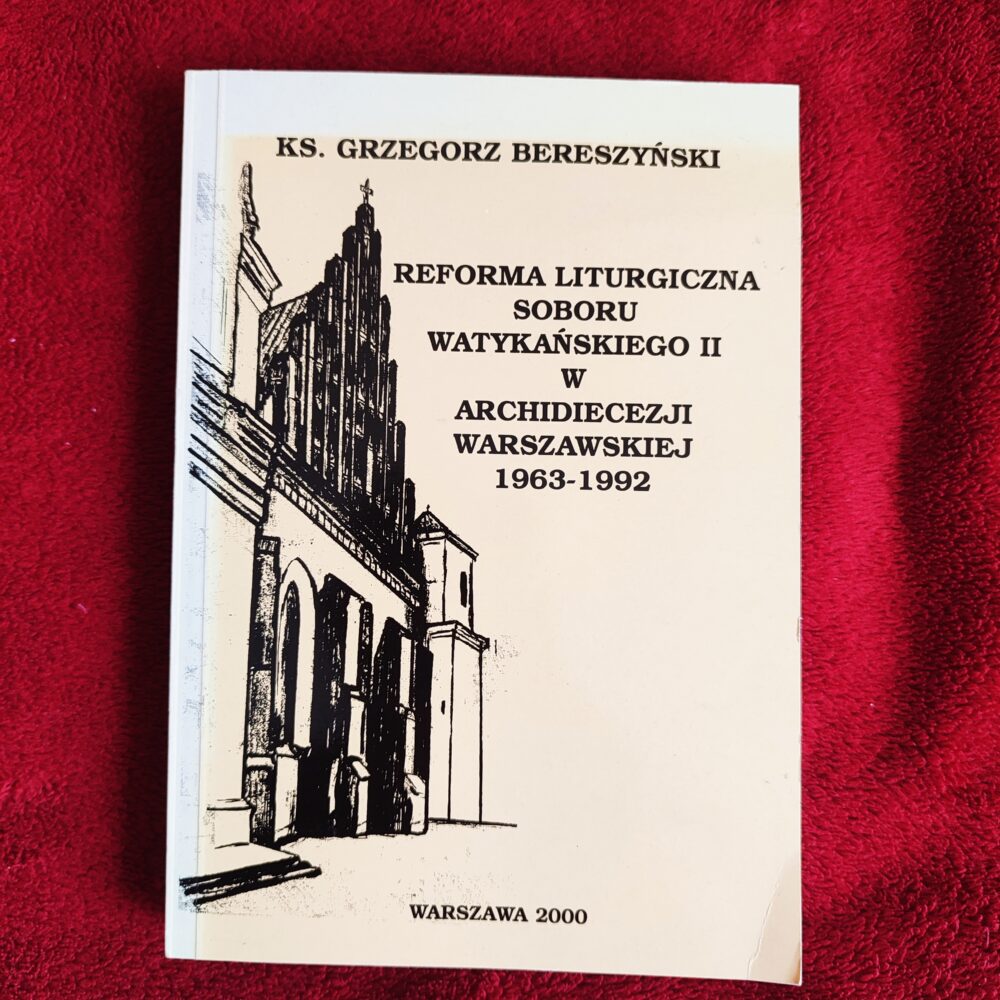 KS. GRZEGORZ BERESZYŃSKI
REFORMA LITURGICZNA
SOBORU
WATYKAŃSKIEGO II
W
ARCHIDIECEZJI
WARSZAWSKIEJ
1963-1992
WARSZAWA 2000